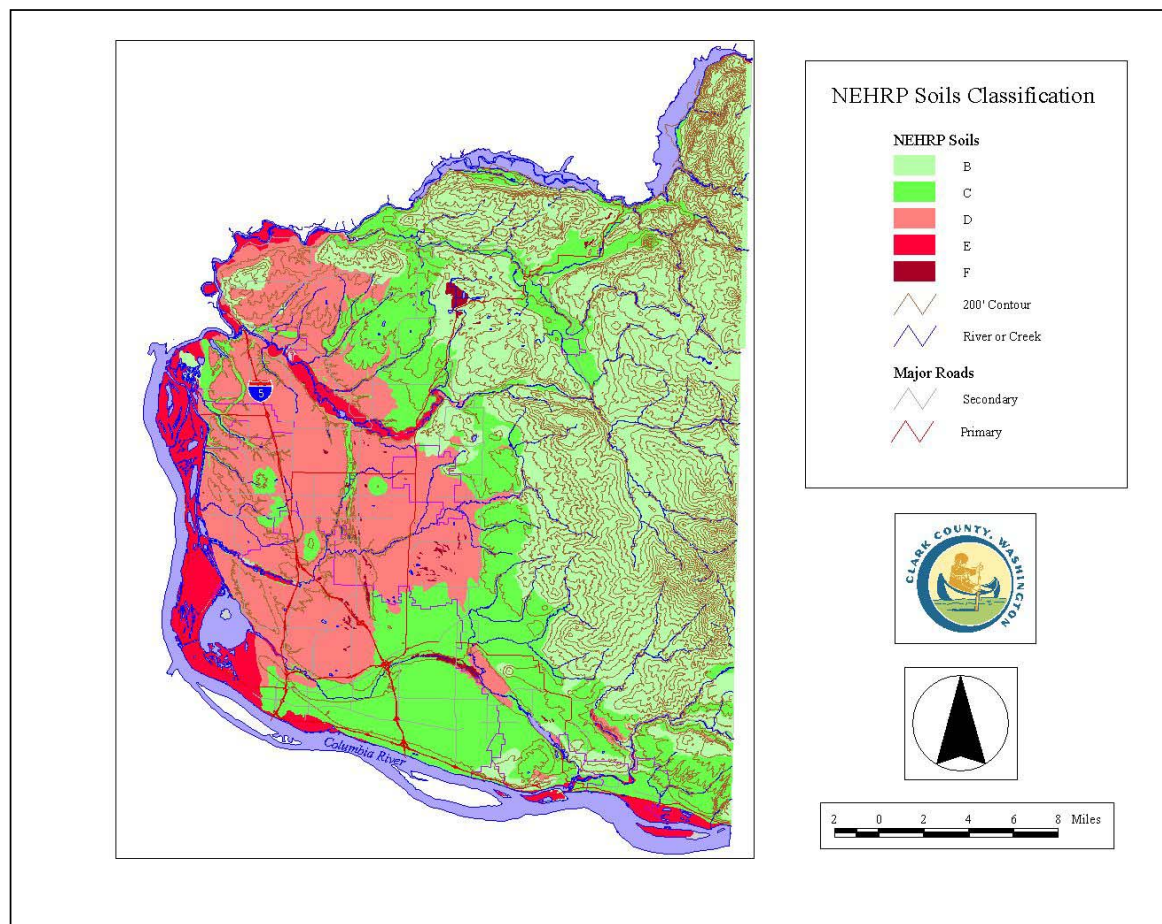 NEHRP Soils Classification
NEHRP Soils
B
C
D
E
F
200' Contour
River or Creek
Major Roads
Secondary
Primary
5
Columbia River
CLARK COUNTY, WASHINGTON
2 0 2 4 6 8 Miles